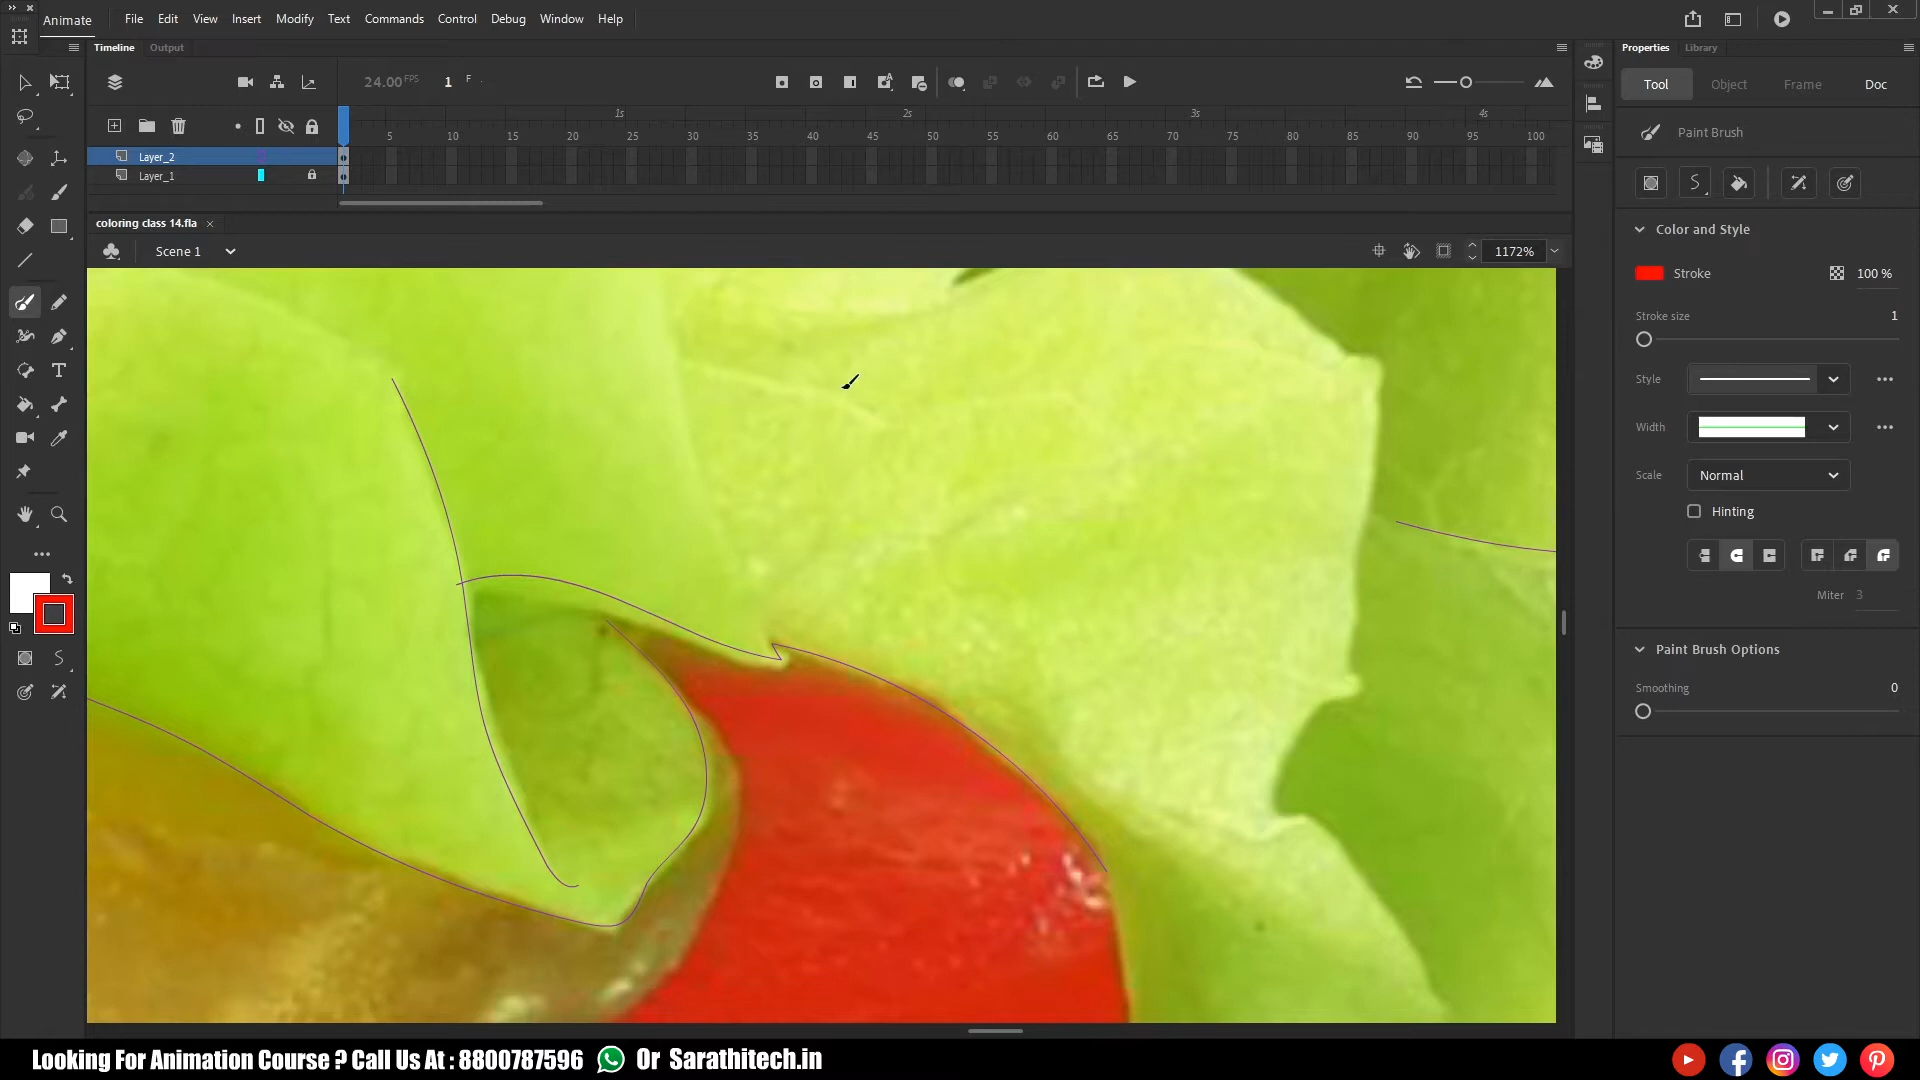 Animate File Edit View Insert Modify Text Commands Control Debug Window Help
Timeline Output
Properties Library
24.00 FPS 1 F
Tool Object Frame Doc
1s 2s 3s 4s
5 10 15 20 25 30 35 40 45 50 55 60 65 70 75 80 85 90 95 100
Paint Brush
Layer_2
Layer_1
coloring class 14.fla
Scene 1
1172%
Color and Style
Stroke 100 %
Stroke size 1
Style
Width
Scale Normal
Hinting
Miter 3
Paint Brush Options
Smoothing 0
Looking For Animation Course ? Call Us At : 8800787596 Or Sarathitech.in